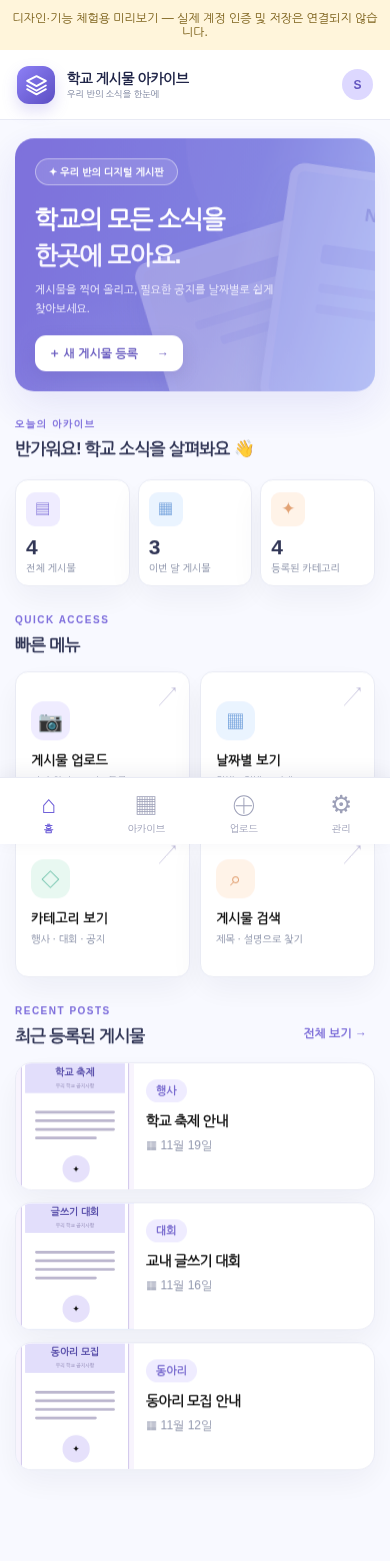 디자인·기능 체험용 미리보기 — 실제 계정 인증 및 저장은 연결되지 않습
니다.
학교 게시물 아카이브
우리 반의 소식을 한눈에
S
✦ 우리 반의 디지털 게시판
학교의 모든 소식을
한곳에 모아요.
게시물을 찍어 올리고, 필요한 공지를 날짜별로 쉽게
찾아보세요.
+ 새 게시물 등록 →
오늘의 아카이브
반가워요! 학교 소식을 살펴봐요 👋
4
전체 게시물
3
이번 달 게시물
4
등록된 카테고리
QUICK ACCESS
빠른 메뉴
게시물 업로드
날짜별 보기
홈
아카이브
업로드
관리
카테고리 보기
행사 · 대회 · 공지
게시물 검색
제목 · 설명으로 찾기
RECENT POSTS
최근 등록된 게시물
전체 보기 →
학교 축제
행사
학교 축제 안내
11월 19일
글쓰기 대회
대회
교내 글쓰기 대회
11월 16일
동아리 모집
동아리
동아리 모집 안내
11월 12일